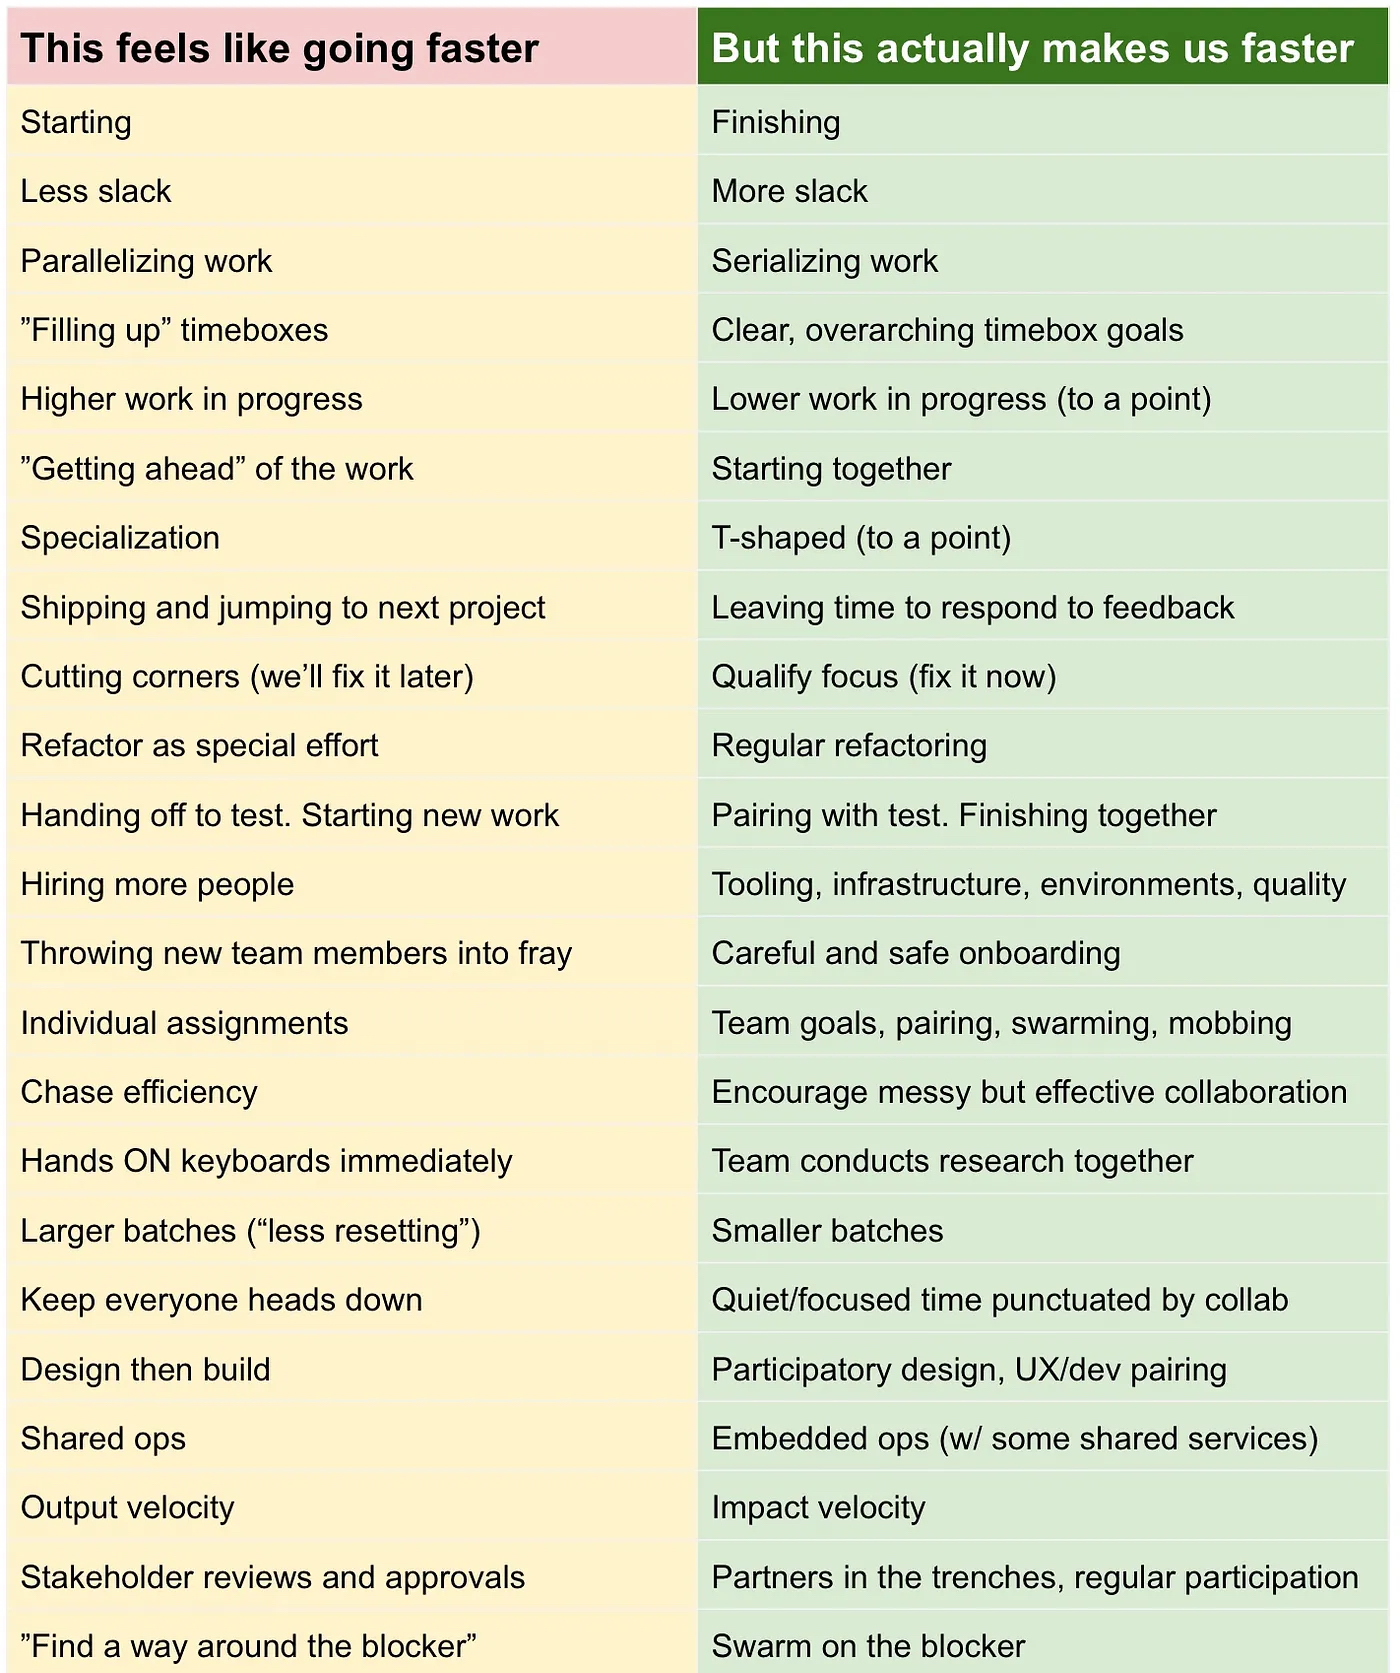 This feels like going faster
But this actually makes us faster
Starting
Finishing
Less slack
More slack
Parallelizing work
Serializing work
”Filling up” timeboxes
Clear, overarching timebox goals
Higher work in progress
Lower work in progress (to a point)
”Getting ahead” of the work
Starting together
Specialization
T-shaped (to a point)
Shipping and jumping to next project
Leaving time to respond to feedback
Cutting corners (we’ll fix it later)
Qualify focus (fix it now)
Refactor as special effort
Regular refactoring
Handing off to test. Starting new work
Pairing with test. Finishing together
Hiring more people
Tooling, infrastructure, environments, quality
Throwing new team members into fray
Careful and safe onboarding
Individual assignments
Team goals, pairing, swarming, mobbing
Chase efficiency
Encourage messy but effective collaboration
Hands ON keyboards immediately
Team conducts research together
Larger batches (“less resetting”)
Smaller batches
Keep everyone heads down
Quiet/focused time punctuated by collab
Design then build
Participatory design, UX/dev pairing
Shared ops
Embedded ops (w/ some shared services)
Output velocity
Impact velocity
Stakeholder reviews and approvals
Partners in the trenches, regular participation
”Find a way around the blocker”
Swarm on the blocker